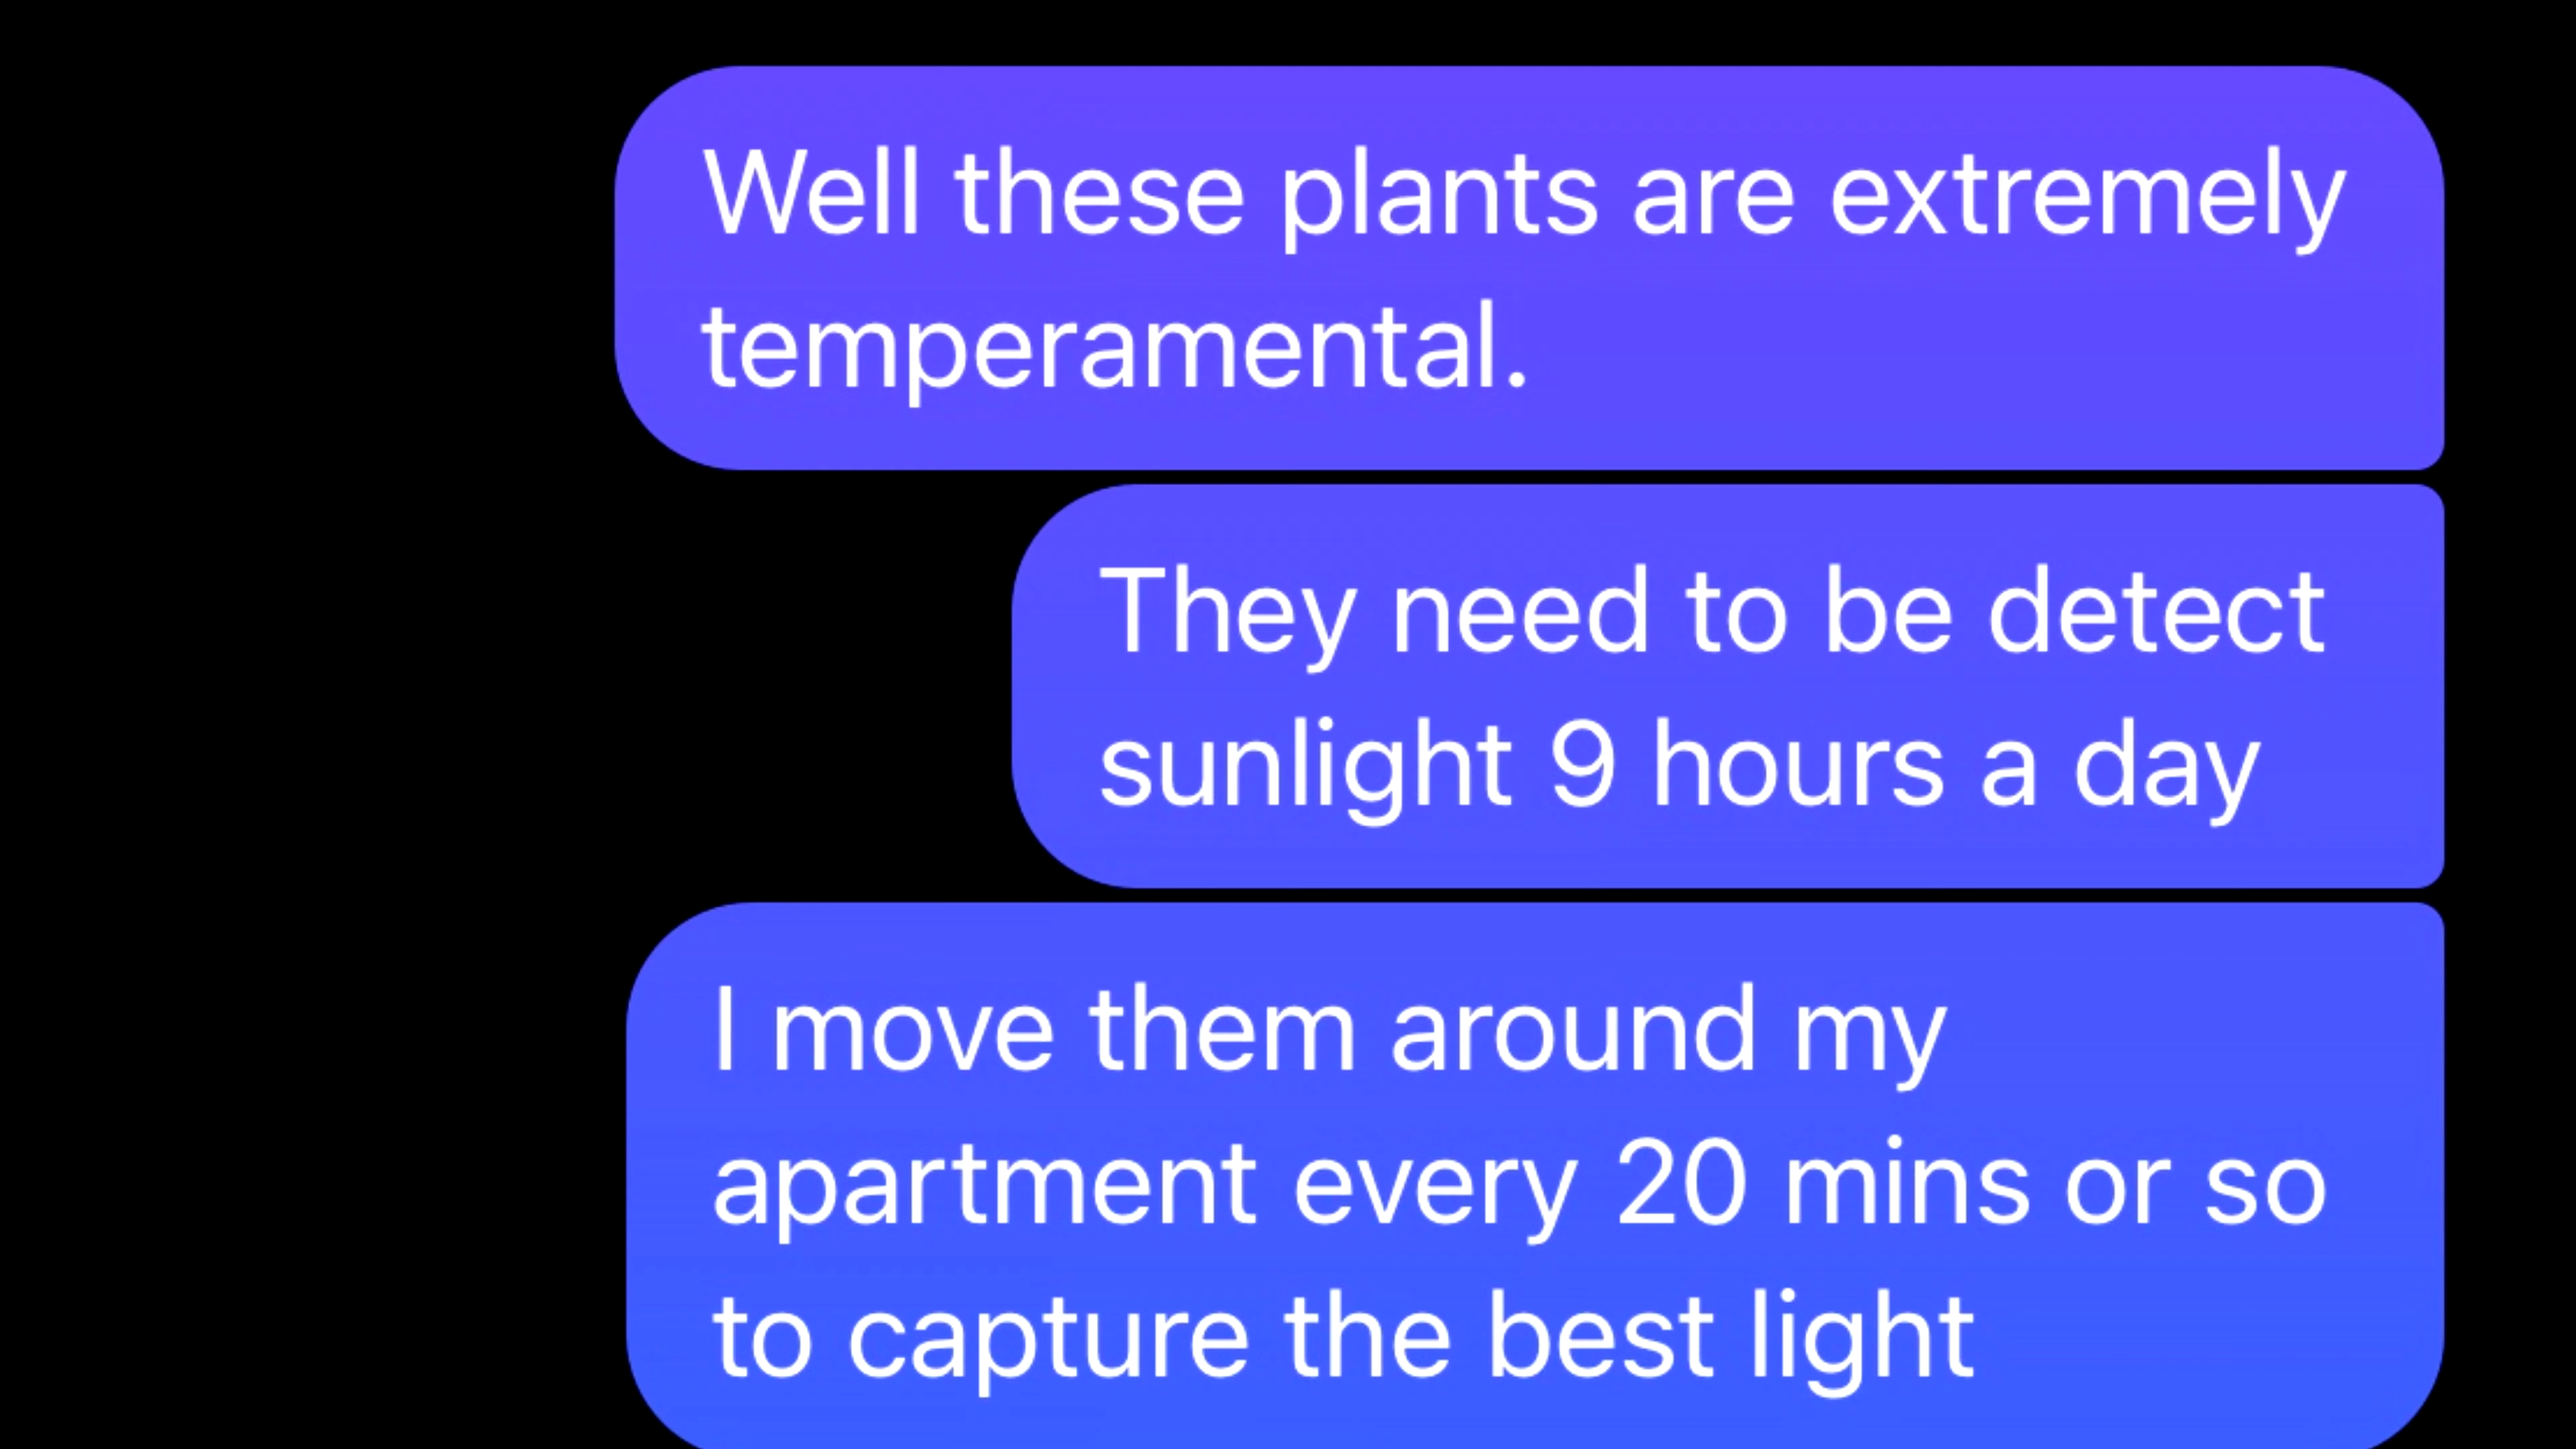 Well these plants are extremely
temperamental.
They need to be detect
sunlight 9 hours a day
I move them around my
apartment every 20 mins or so
to capture the best light